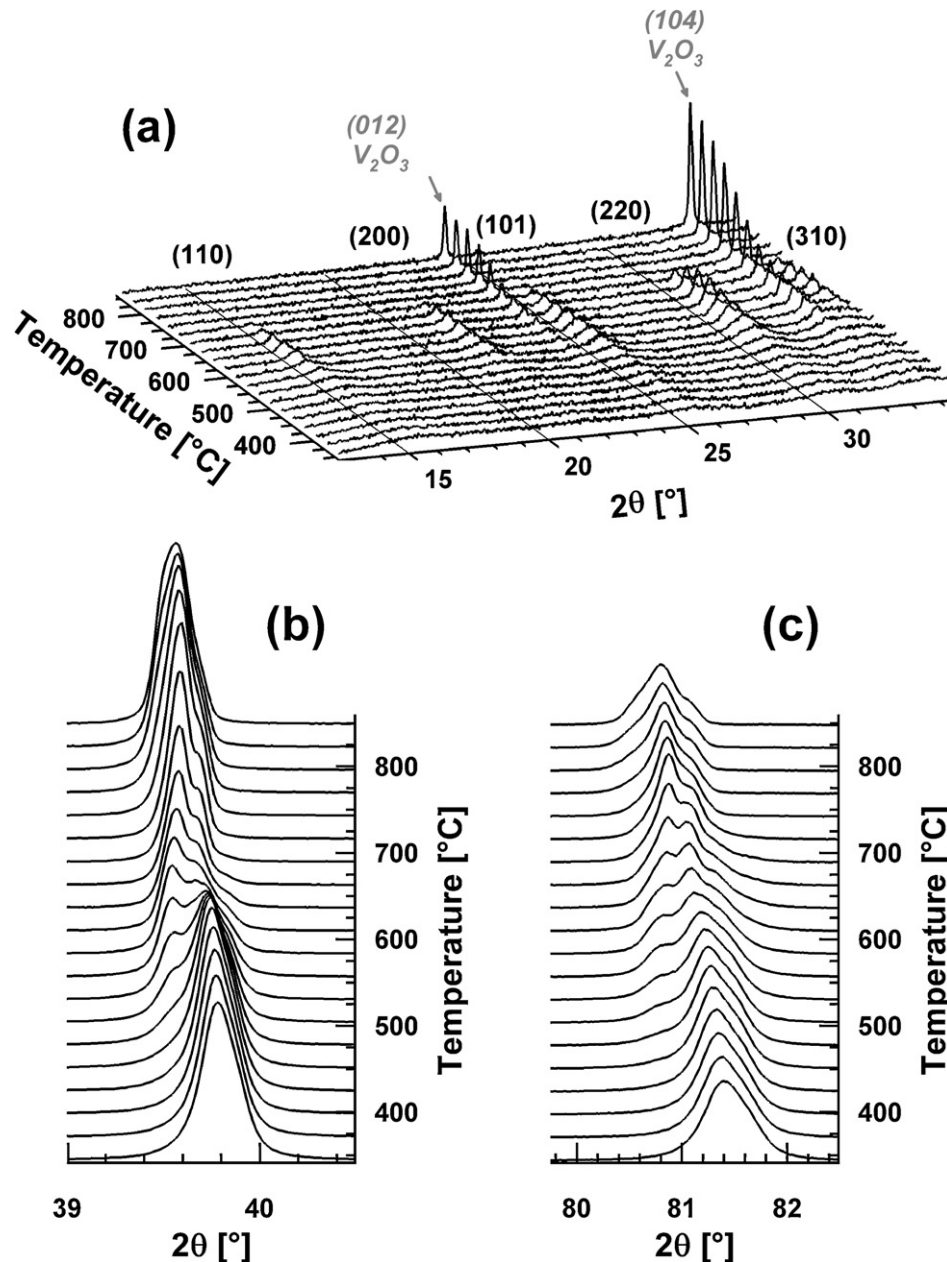 (104)
V₂O₃
(a)
(012)
V₂O₃
(110)
(200)
(101)
(220)
(310)
800
700
600
500
400
Temperature [°C]
15
20
25
30
2θ [°]
(b)
800
700
600
500
400
Temperature [°C]
39
40
2θ [°]
(c)
800
700
600
500
400
Temperature [°C]
80
81
82
2θ [°]